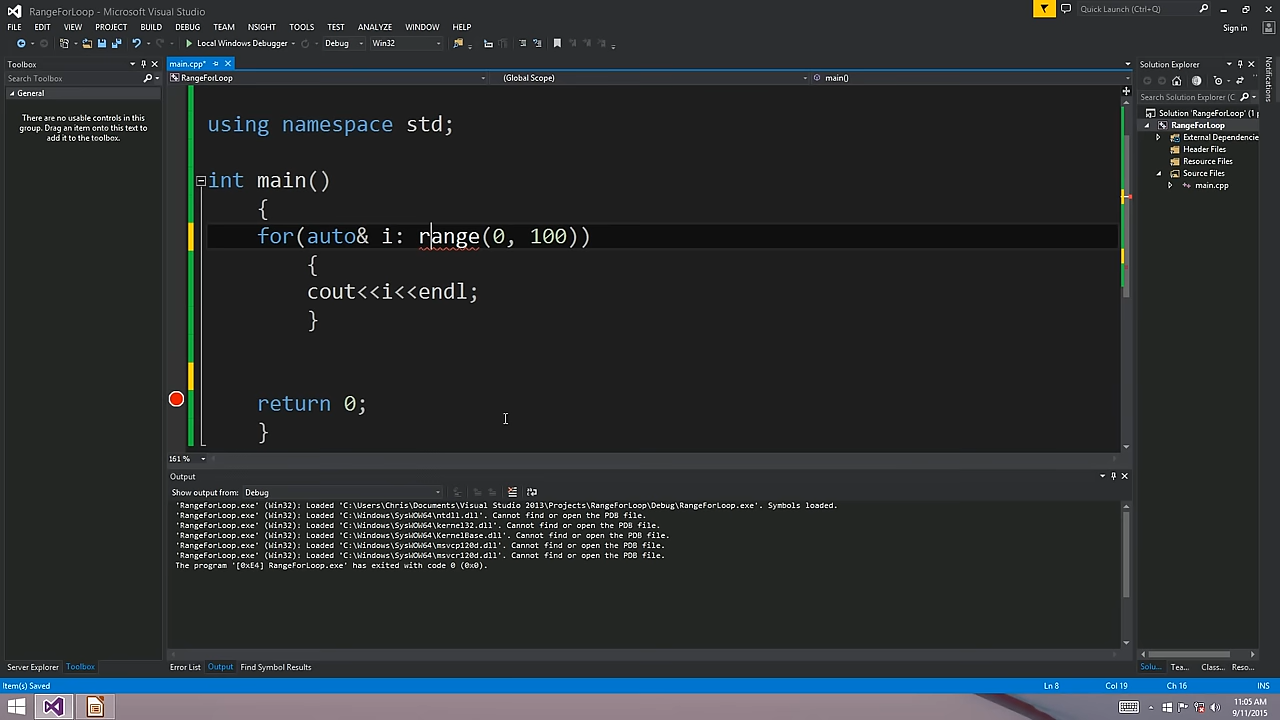 RangeForLoop - Microsoft Visual Studio
Quick Launch (Ctrl+Q)
FILE EDIT VIEW PROJECT BUILD DEBUG TEAM NSIGHT TOOLS TEST ANALYZE WINDOW HELP
Sign in
Local Windows Debugger Debug Win32
Toolbox
Search Toolbox
General
There are no usable controls in this
group. Drag an item onto this text to
add it to the toolbox.
main.cpp*
RangeForLoop (Global Scope) main()
using namespace std;
int main()
{
for(auto& i: range(0, 100))
{
cout<<i<<endl;
}
return 0;
}
161 %
Solution Explorer
Search Solution Explorer (C
Solution 'RangeForLoop' (1 p
RangeForLoop
External Dependencie
Header Files
Resource Files
Source Files
main.cpp
Notifications
Output
Show output from: Debug
'RangeForLoop.exe' (Win32): Loaded 'C:\Users\Chris\Documents\Visual Studio 2013\Projects\RangeForLoop\Debug\RangeForLoop.exe'. Symbols loaded.
'RangeForLoop.exe' (Win32): Loaded 'C:\Windows\SysWOW64\ntdll.dll'. Cannot find or open the PDB file.
'RangeForLoop.exe' (Win32): Loaded 'C:\Windows\SysWOW64\kernel32.dll'. Cannot find or open the PDB file.
'RangeForLoop.exe' (Win32): Loaded 'C:\Windows\SysWOW64\KernelBase.dll'. Cannot find or open the PDB file.
'RangeForLoop.exe' (Win32): Loaded 'C:\Windows\SysWOW64\msvcp120d.dll'. Cannot find or open the PDB file.
'RangeForLoop.exe' (Win32): Loaded 'C:\Windows\SysWOW64\msvcr120d.dll'. Cannot find or open the PDB file.
The program '[0xE4] RangeForLoop.exe' has exited with code 0 (0x0).
Server Explorer Toolbox
Error List Output Find Symbol Results
Solu... Tea... Class... Reso...
Item(s) Saved
Ln 8 Col 19 Ch 16 INS
11:05 AM
9/11/2015